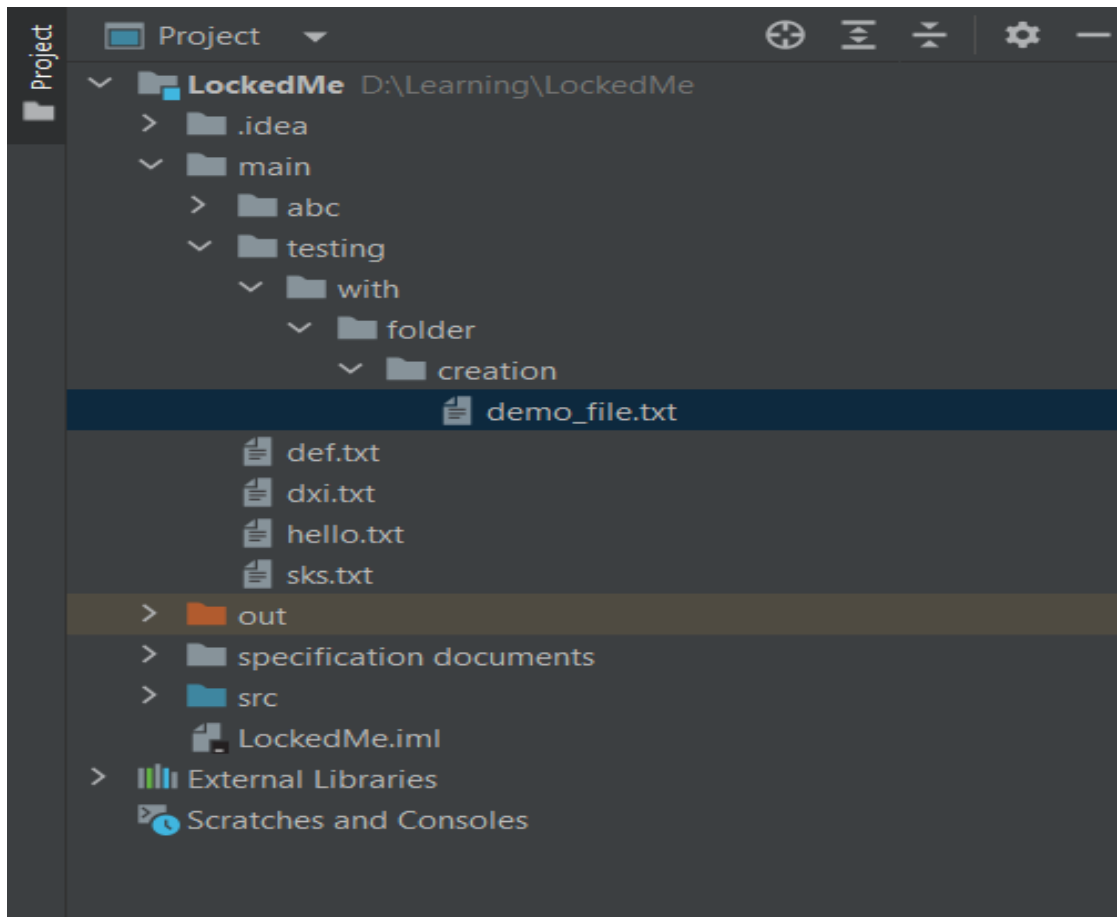 Project
Project
LockedMe D:\Learning\LockedMe
.idea
main
abc
testing
with
folder
creation
demo_file.txt
def.txt
dxi.txt
hello.txt
sks.txt
out
specification documents
src
LockedMe.iml
External Libraries
Scratches and Consoles